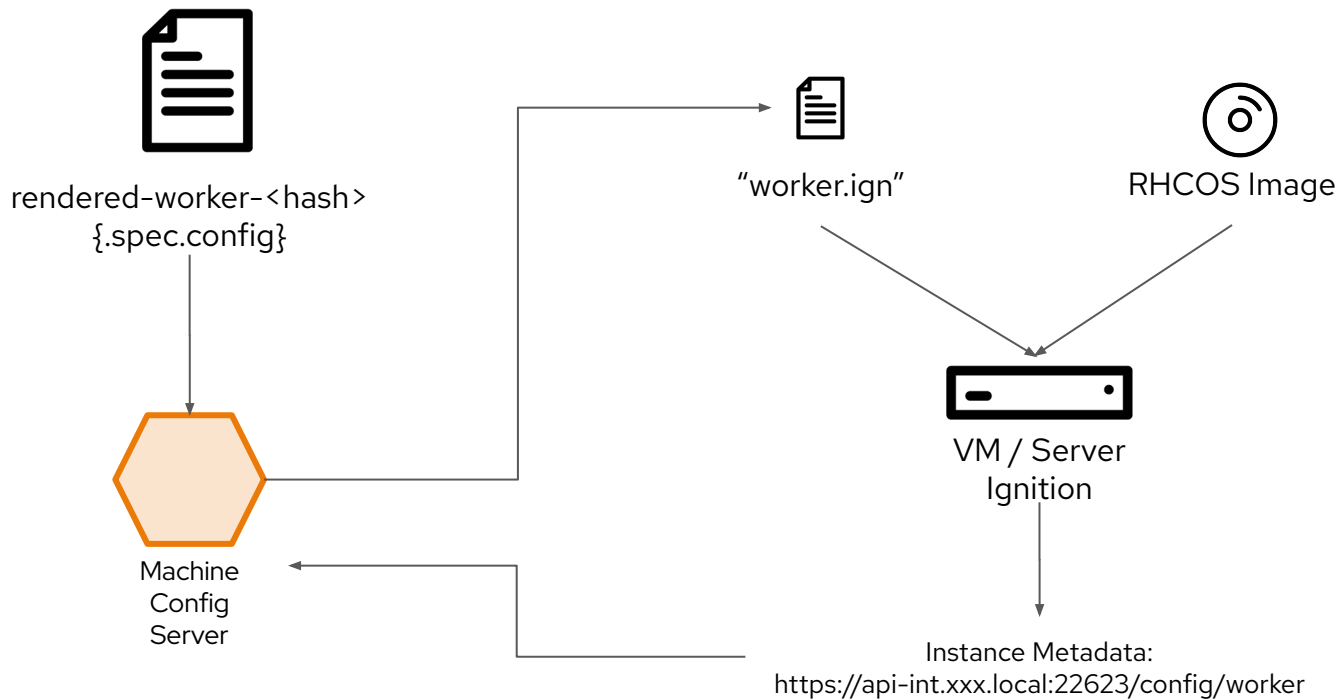 rendered-worker-<hash>
{.spec.config}
“worker.ign”
RHCOS Image
VM / Server
Ignition
Machine
Config
Server
Instance Metadata:
https://api-int.xxx.local:22623/config/worker